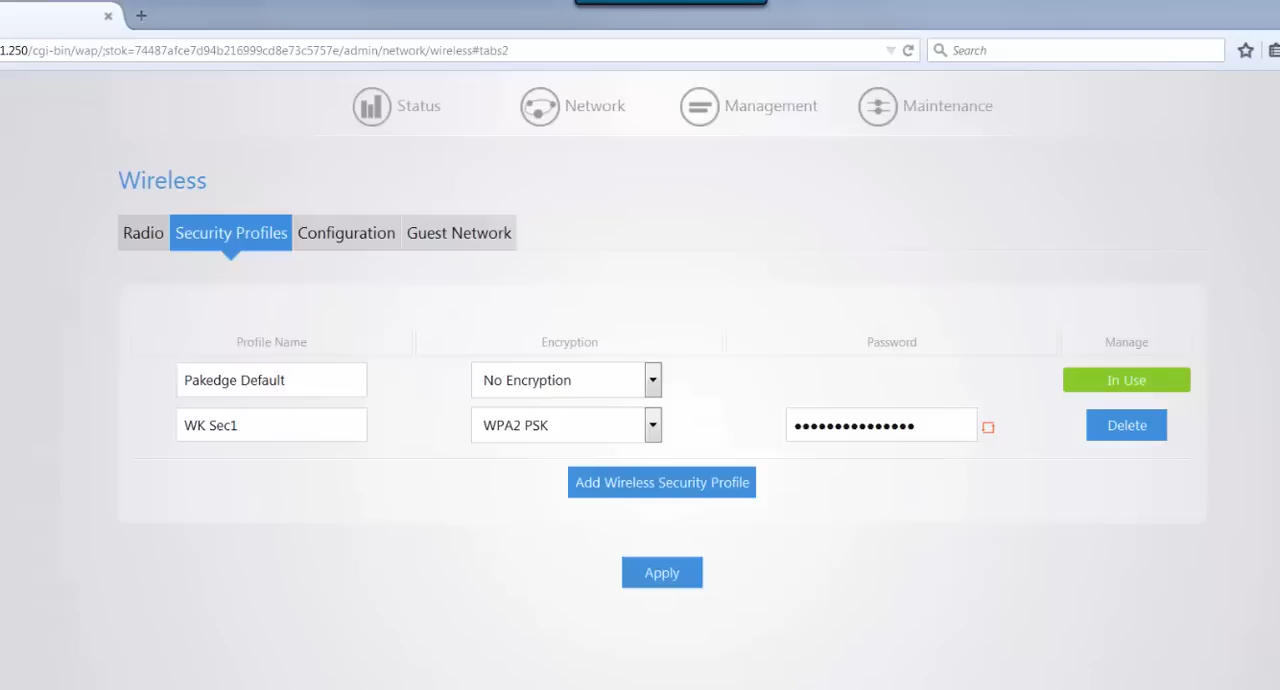 1.250/cgi-bin/wap/;stok=74487afce7d94b216999cd8e73c5757e/admin/network/wireless#tabs2
Search
Status
Network
Management
Maintenance
Wireless
Radio
Security Profiles
Configuration
Guest Network
Profile Name
Encryption
Password
Manage
Pakedge Default
No Encryption
In Use
WK Sec1
WPA2 PSK
•••••••••••••••
Delete
Add Wireless Security Profile
Apply